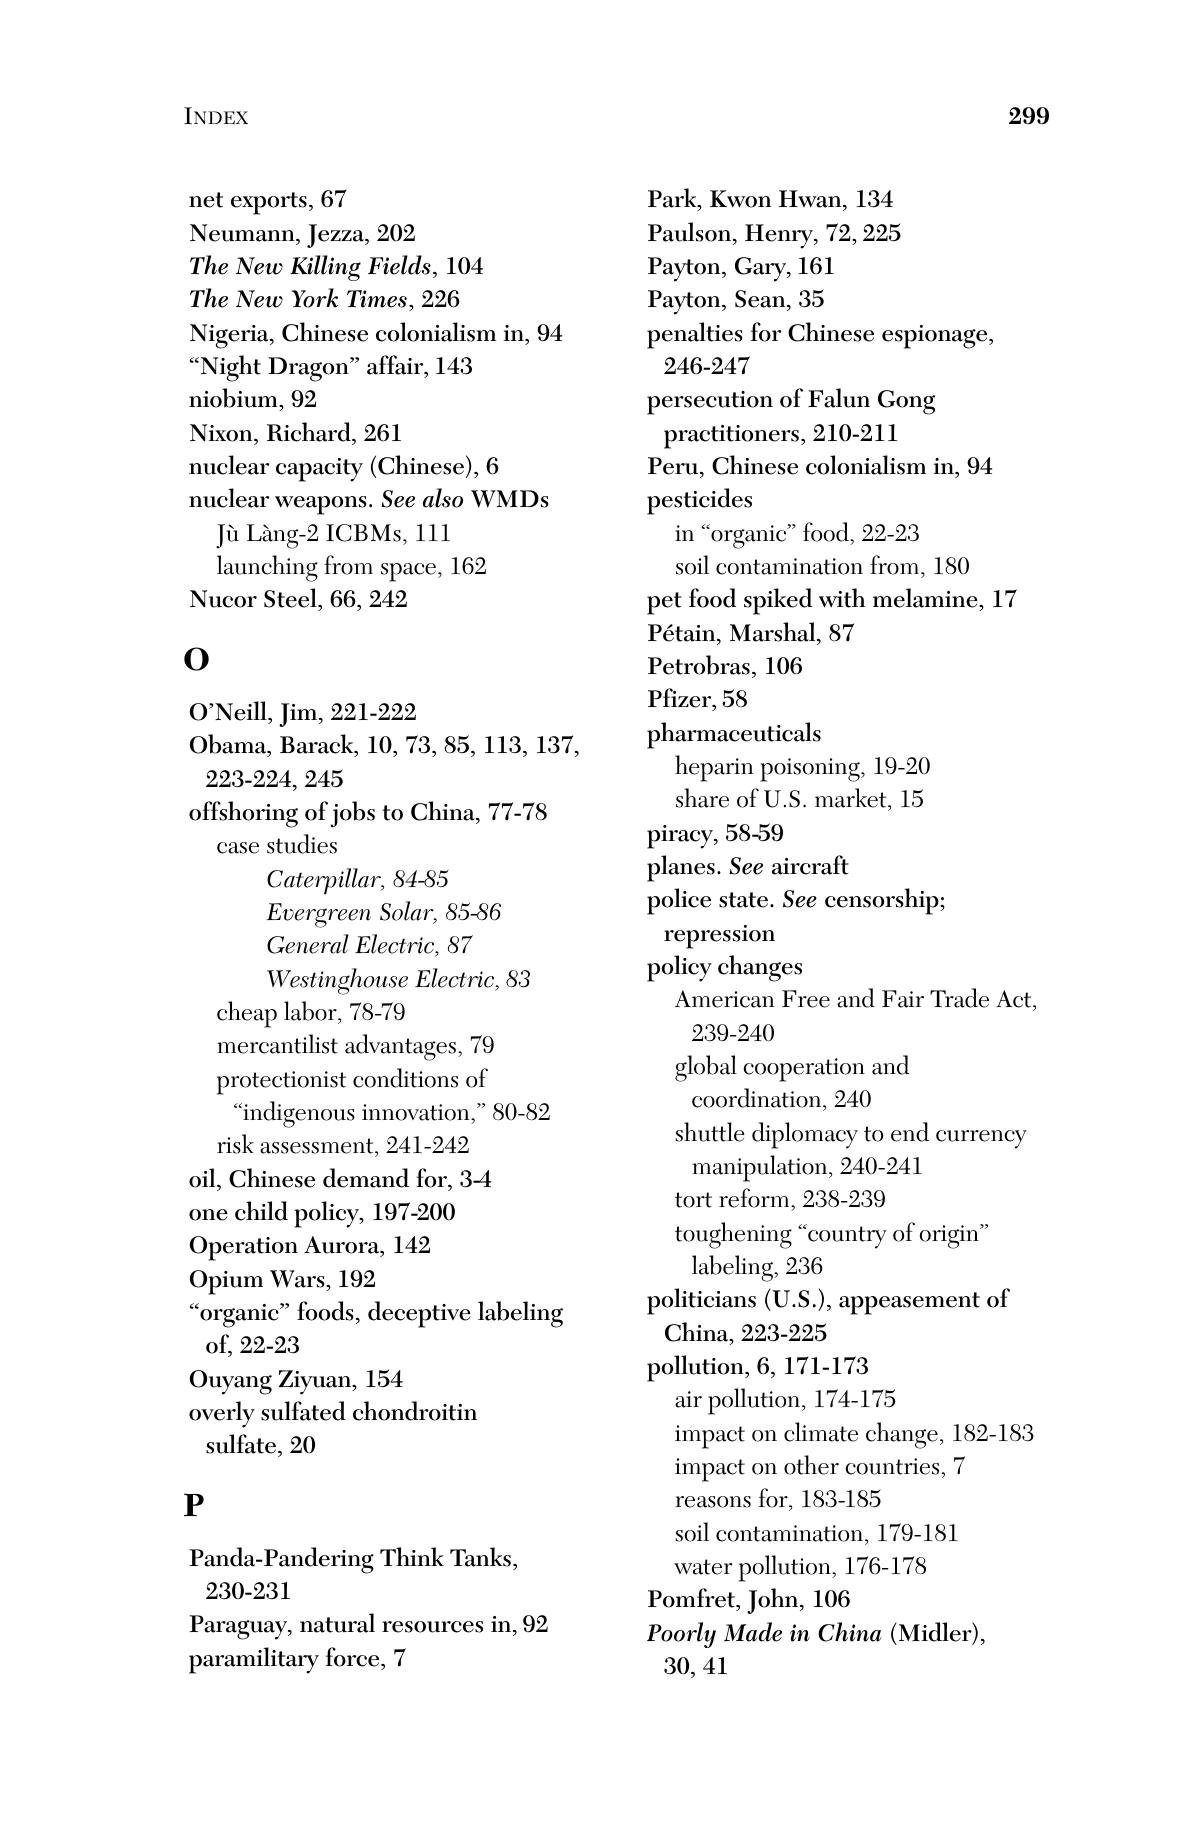 INDEX
299
net exports, 67
Neumann, Jezza, 202
The New Killing Fields, 104
The New York Times, 226
Nigeria, Chinese colonialism in, 94
“Night Dragon” affair, 143
niobium, 92
Nixon, Richard, 261
nuclear capacity (Chinese), 6
nuclear weapons. See also WMDs
Jù Làng-2 ICBMs, 111
launching from space, 162
Nucor Steel, 66, 242
O
O’Neill, Jim, 221-222
Obama, Barack, 10, 73, 85, 113, 137,
223-224, 245
offshoring of jobs to China, 77-78
case studies
Caterpillar, 84-85
Evergreen Solar, 85-86
General Electric, 87
Westinghouse Electric, 83
cheap labor, 78-79
mercantilist advantages, 79
protectionist conditions of
“indigenous innovation,” 80-82
risk assessment, 241-242
oil, Chinese demand for, 3-4
one child policy, 197-200
Operation Aurora, 142
Opium Wars, 192
“organic” foods, deceptive labeling
of, 22-23
Ouyang Ziyuan, 154
overly sulfated chondroitin
sulfate, 20
P
Panda-Pandering Think Tanks,
230-231
Paraguay, natural resources in, 92
paramilitary force, 7
Park, Kwon Hwan, 134
Paulson, Henry, 72, 225
Payton, Gary, 161
Payton, Sean, 35
penalties for Chinese espionage,
246-247
persecution of Falun Gong
practitioners, 210-211
Peru, Chinese colonialism in, 94
pesticides
in “organic” food, 22-23
soil contamination from, 180
pet food spiked with melamine, 17
Pétain, Marshal, 87
Petrobras, 106
Pfizer, 58
pharmaceuticals
heparin poisoning, 19-20
share of U.S. market, 15
piracy, 58-59
planes. See aircraft
police state. See censorship;
repression
policy changes
American Free and Fair Trade Act,
239-240
global cooperation and
coordination, 240
shuttle diplomacy to end currency
manipulation, 240-241
tort reform, 238-239
toughening “country of origin”
labeling, 236
politicians (U.S.), appeasement of
China, 223-225
pollution, 6, 171-173
air pollution, 174-175
impact on climate change, 182-183
impact on other countries, 7
reasons for, 183-185
soil contamination, 179-181
water pollution, 176-178
Pomfret, John, 106
Poorly Made in China (Midler),
30, 41